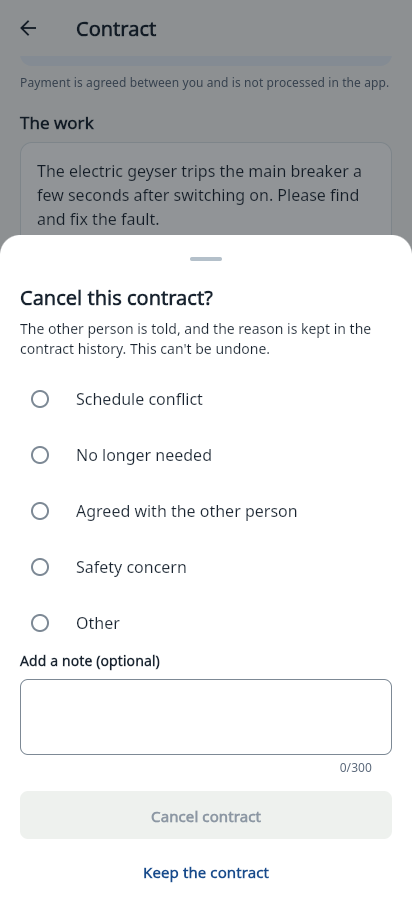 Contract
Payment is agreed between you and is not processed in the app.
The work
The electric geyser trips the main breaker a
few seconds after switching on. Please find
and fix the fault.
Cancel this contract?
The other person is told, and the reason is kept in the
contract history. This can't be undone.
Schedule conflict
No longer needed
Agreed with the other person
Safety concern
Other
Add a note (optional)
0/300
Cancel contract
Keep the contract